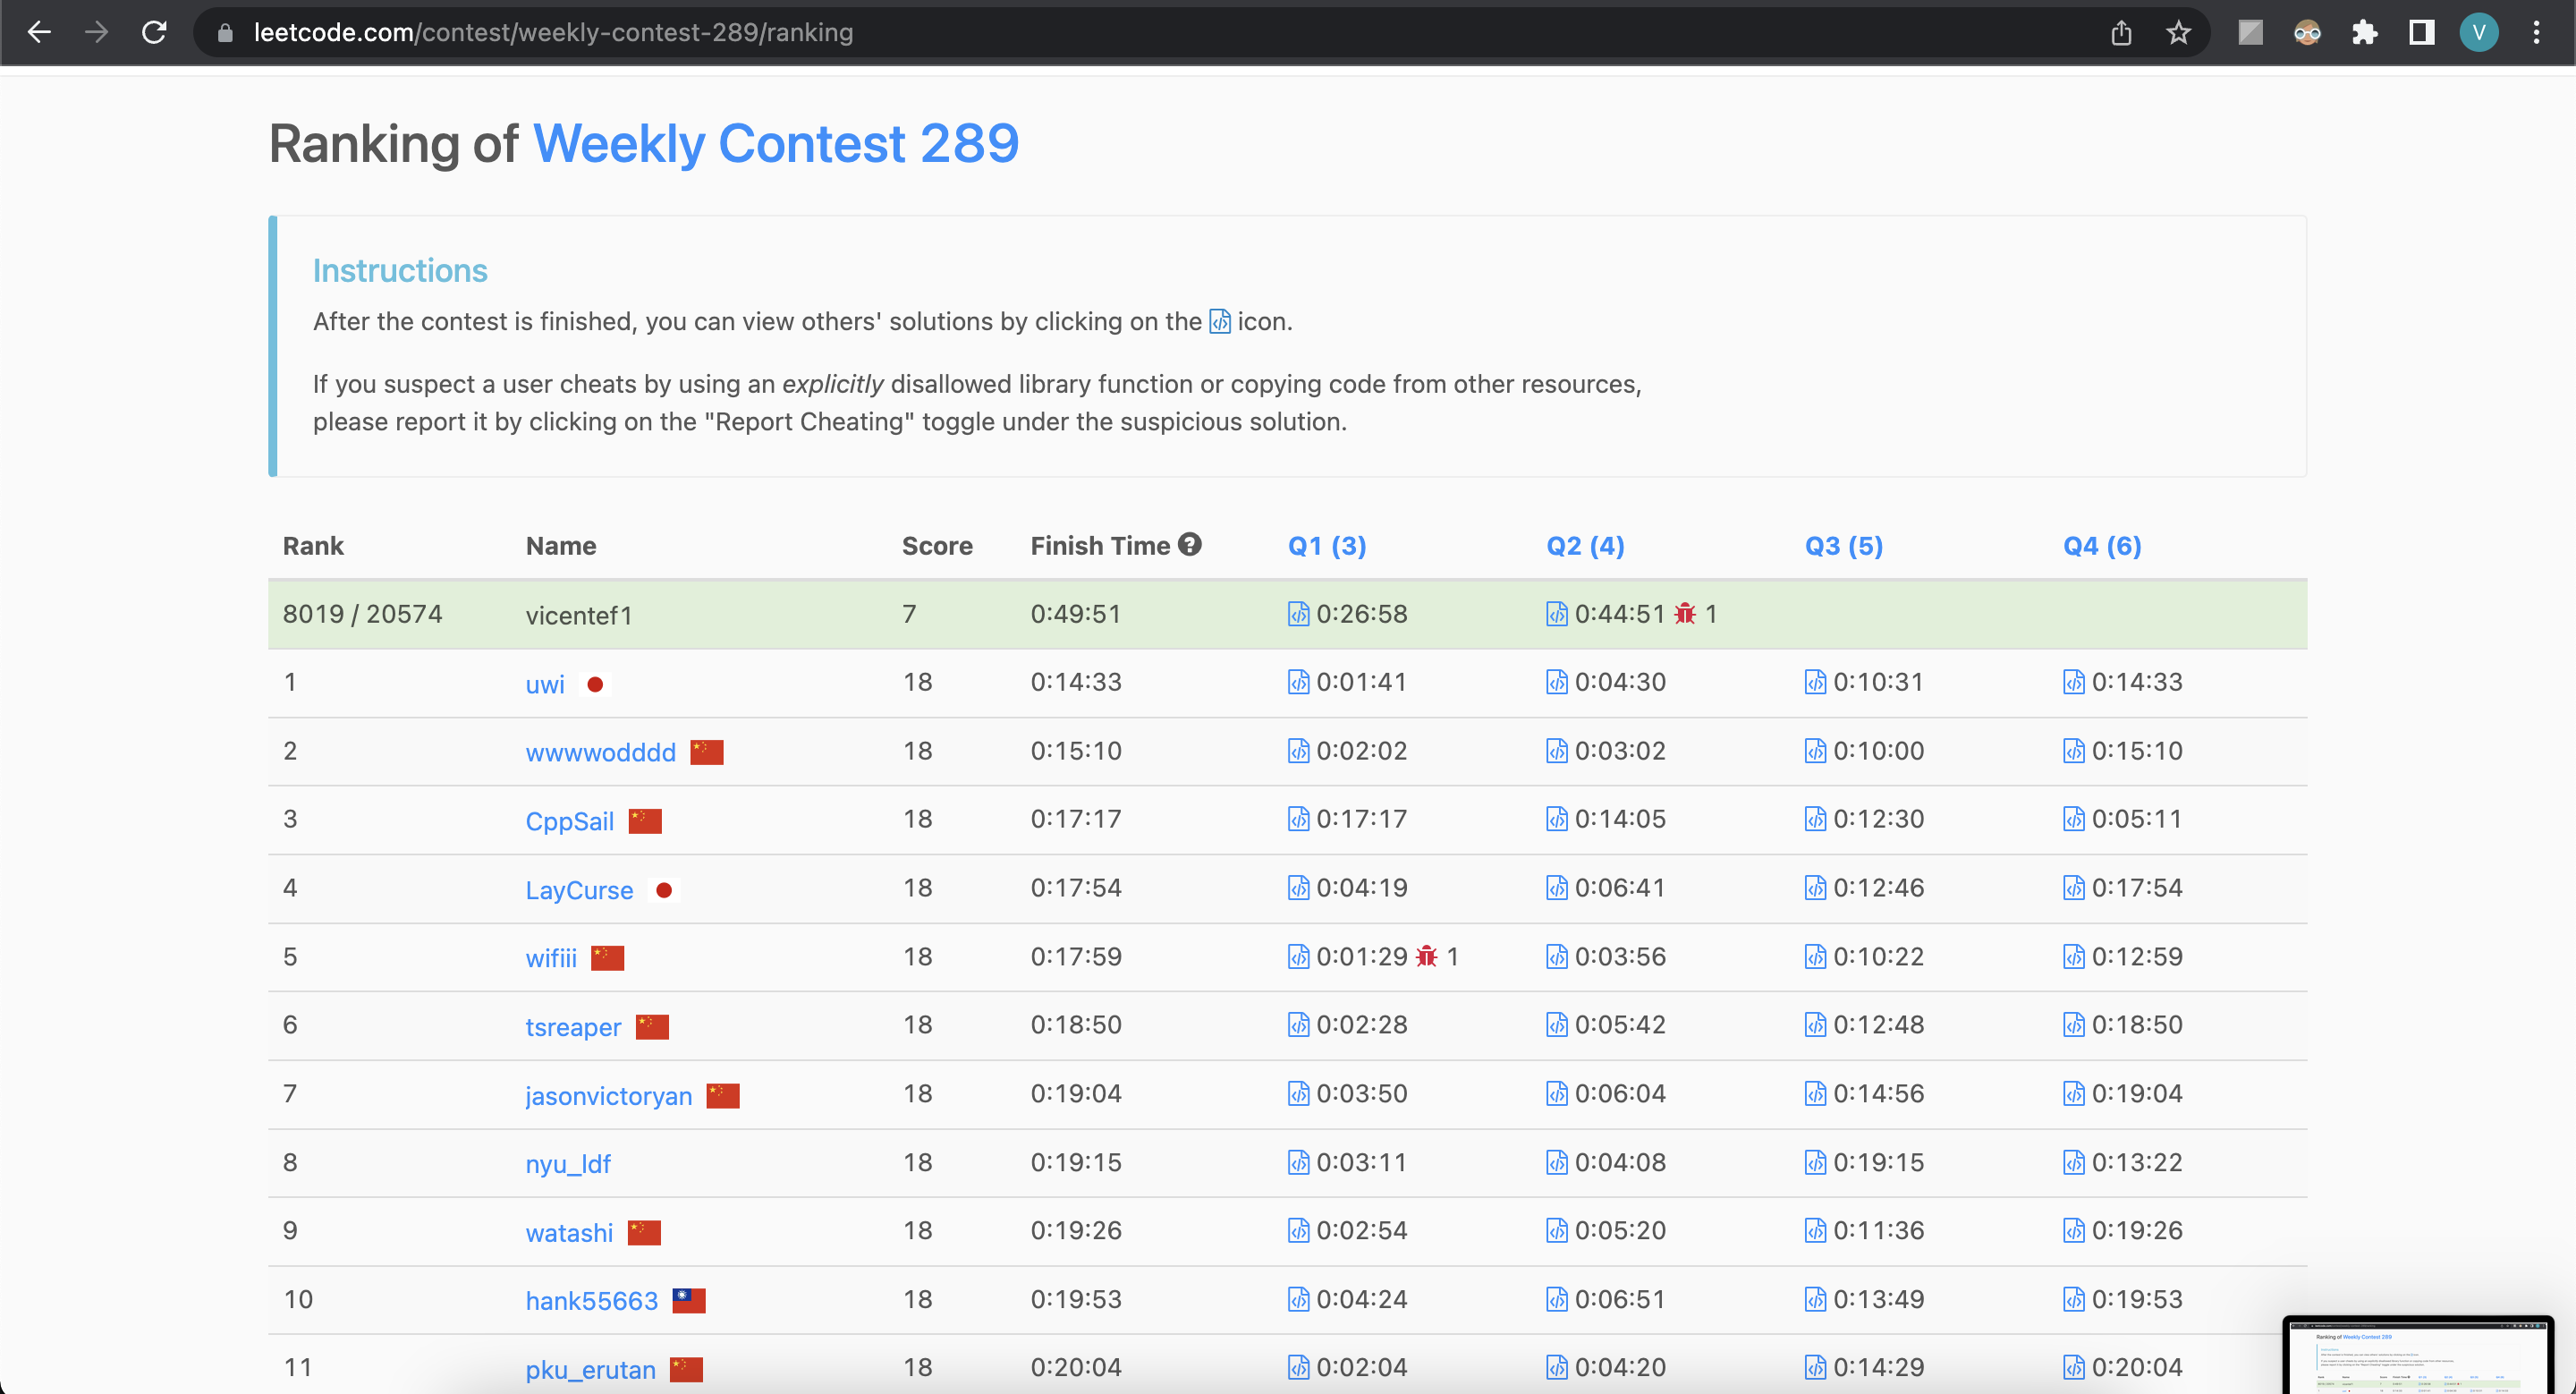 leetcode.com/contest/weekly-contest-289/ranking
V
Ranking of Weekly Contest 289
Instructions
After the contest is finished, you can view others' solutions by clicking on the icon.
If you suspect a user cheats by using an explicitly disallowed library function or copying code from other resources,
please report it by clicking on the "Report Cheating" toggle under the suspicious solution.
Rank Name Score Finish Time Q1 (3) Q2 (4) Q3 (5) Q4 (6)
8019 / 20574 vicentef1 7 0:49:51 0:26:58 0:44:51 1
1 uwi 18 0:14:33 0:01:41 0:04:30 0:10:31 0:14:33
2 wwwwodddd 18 0:15:10 0:02:02 0:03:02 0:10:00 0:15:10
3 CppSail 18 0:17:17 0:17:17 0:14:05 0:12:30 0:05:11
4 LayCurse 18 0:17:54 0:04:19 0:06:41 0:12:46 0:17:54
5 wifiii 18 0:17:59 0:01:29 1 0:03:56 0:10:22 0:12:59
6 tsreaper 18 0:18:50 0:02:28 0:05:42 0:12:48 0:18:50
7 jasonvictoryan 18 0:19:04 0:03:50 0:06:04 0:14:56 0:19:04
8 nyu_ldf 18 0:19:15 0:03:11 0:04:08 0:19:15 0:13:22
9 watashi 18 0:19:26 0:02:54 0:05:20 0:11:36 0:19:26
10 hank55663 18 0:19:53 0:04:24 0:06:51 0:13:49 0:19:53
11 pku_erutan 18 0:20:04 0:02:04 0:04:20 0:14:29 0:20:04
Ranking of Weekly Contest 289